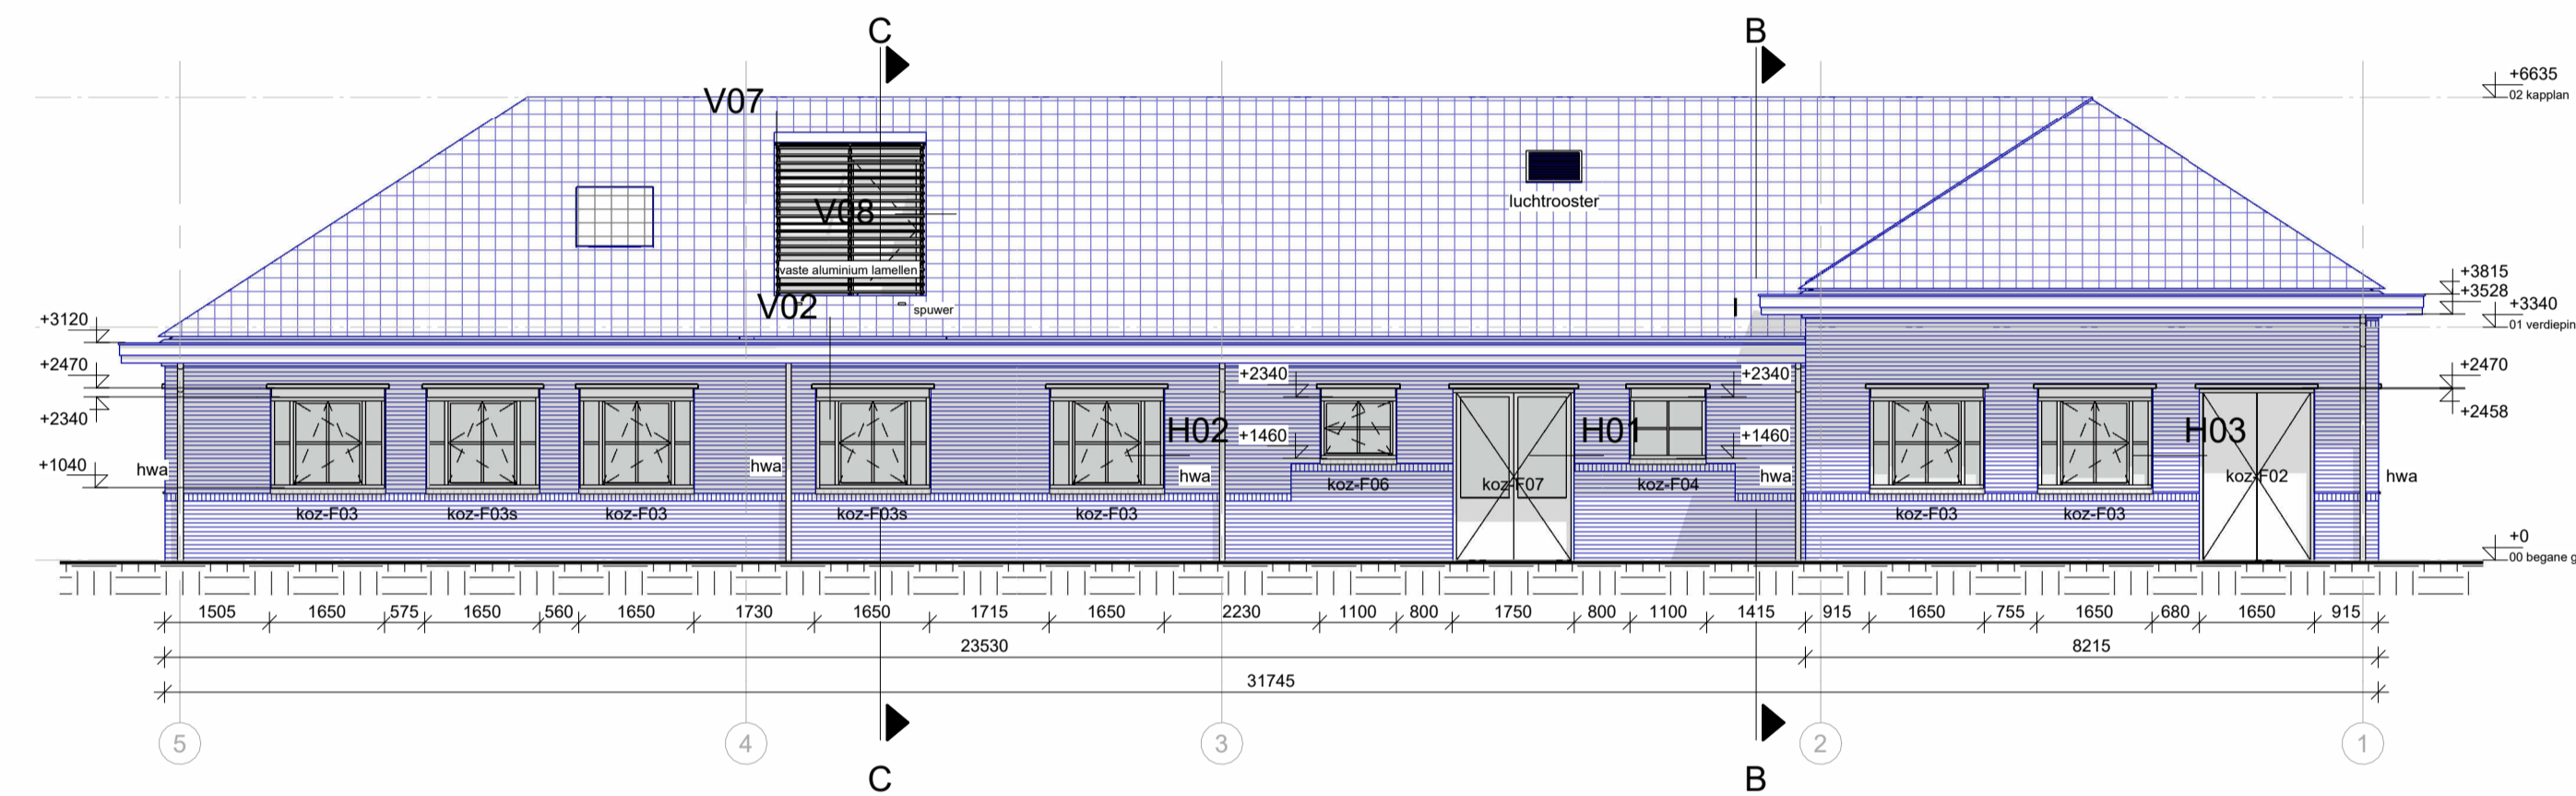 C
B
+6635
02 kapplan
V07
luchtrooster
V08
vaste aluminium lamellen
V02
spuwer
+3815
+3528
+3340
01 verdiepin
+3120
+2470
+2340
+1040
+2340
+2340
+2470
+2458
H02
+1460
H01
+1460
H03
hwa
hwa
hwa
hwa
hwa
koz-F06
koz-F07
koz-F04
koz-F02
koz-F03
koz-F03s
koz-F03
koz-F03s
koz-F03
koz-F03
koz-F03
+0
00 begane g
1505
1650
575
1650
560
1650
1730
1650
1715
1650
2230
1100
800
1750
800
1100
1415
915
1650
755
1650
680
1650
915
23530
8215
31745
5
4
3
2
1
C
B